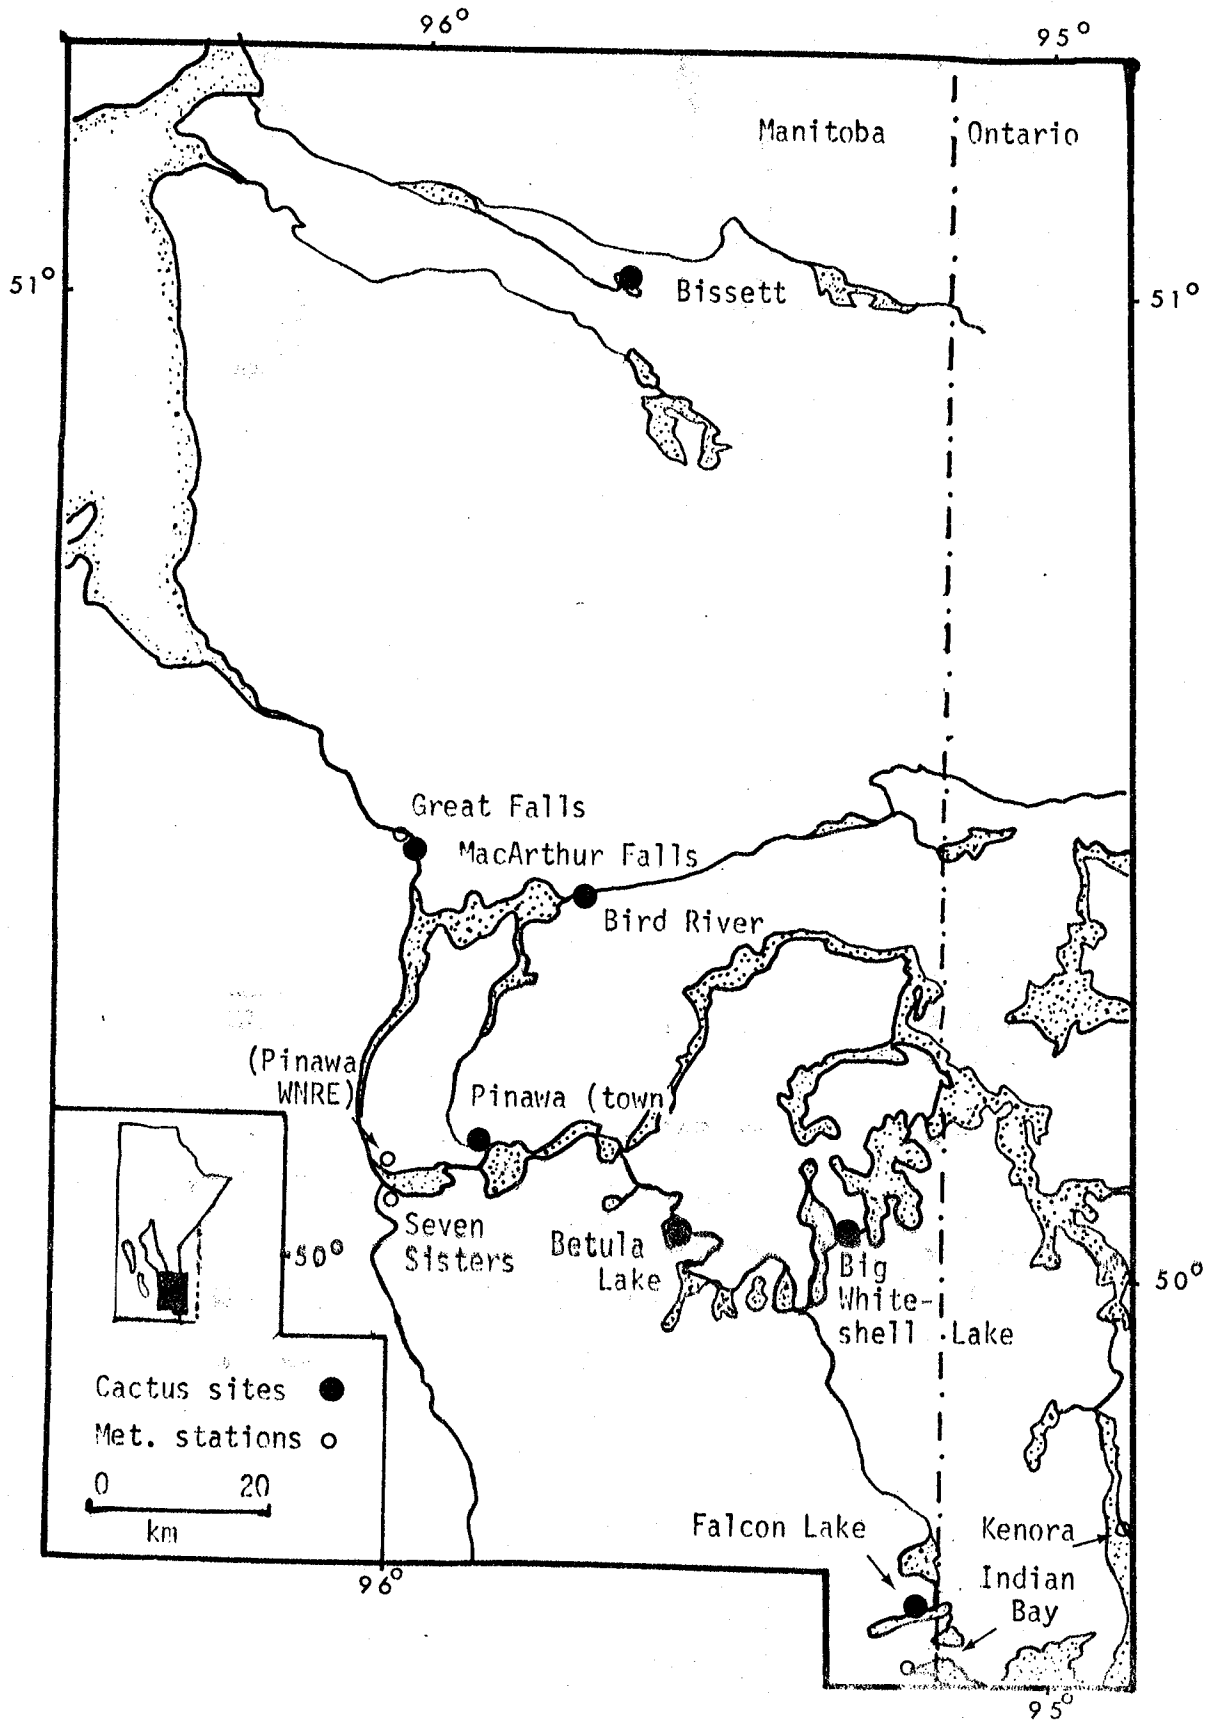 96°
95°
Manitoba
Ontario
51°
Bissett
51°
Great Falls
MacArthur Falls
Bird River
(Pinawa
WNRE)
Pinawa (town)
Seven
Sisters
50°
Betula
Lake
Big
White-
shell Lake
50°
Cactus sites
Met. stations
0 20
km
Falcon Lake
Kenora
Indian
Bay
96°
95°